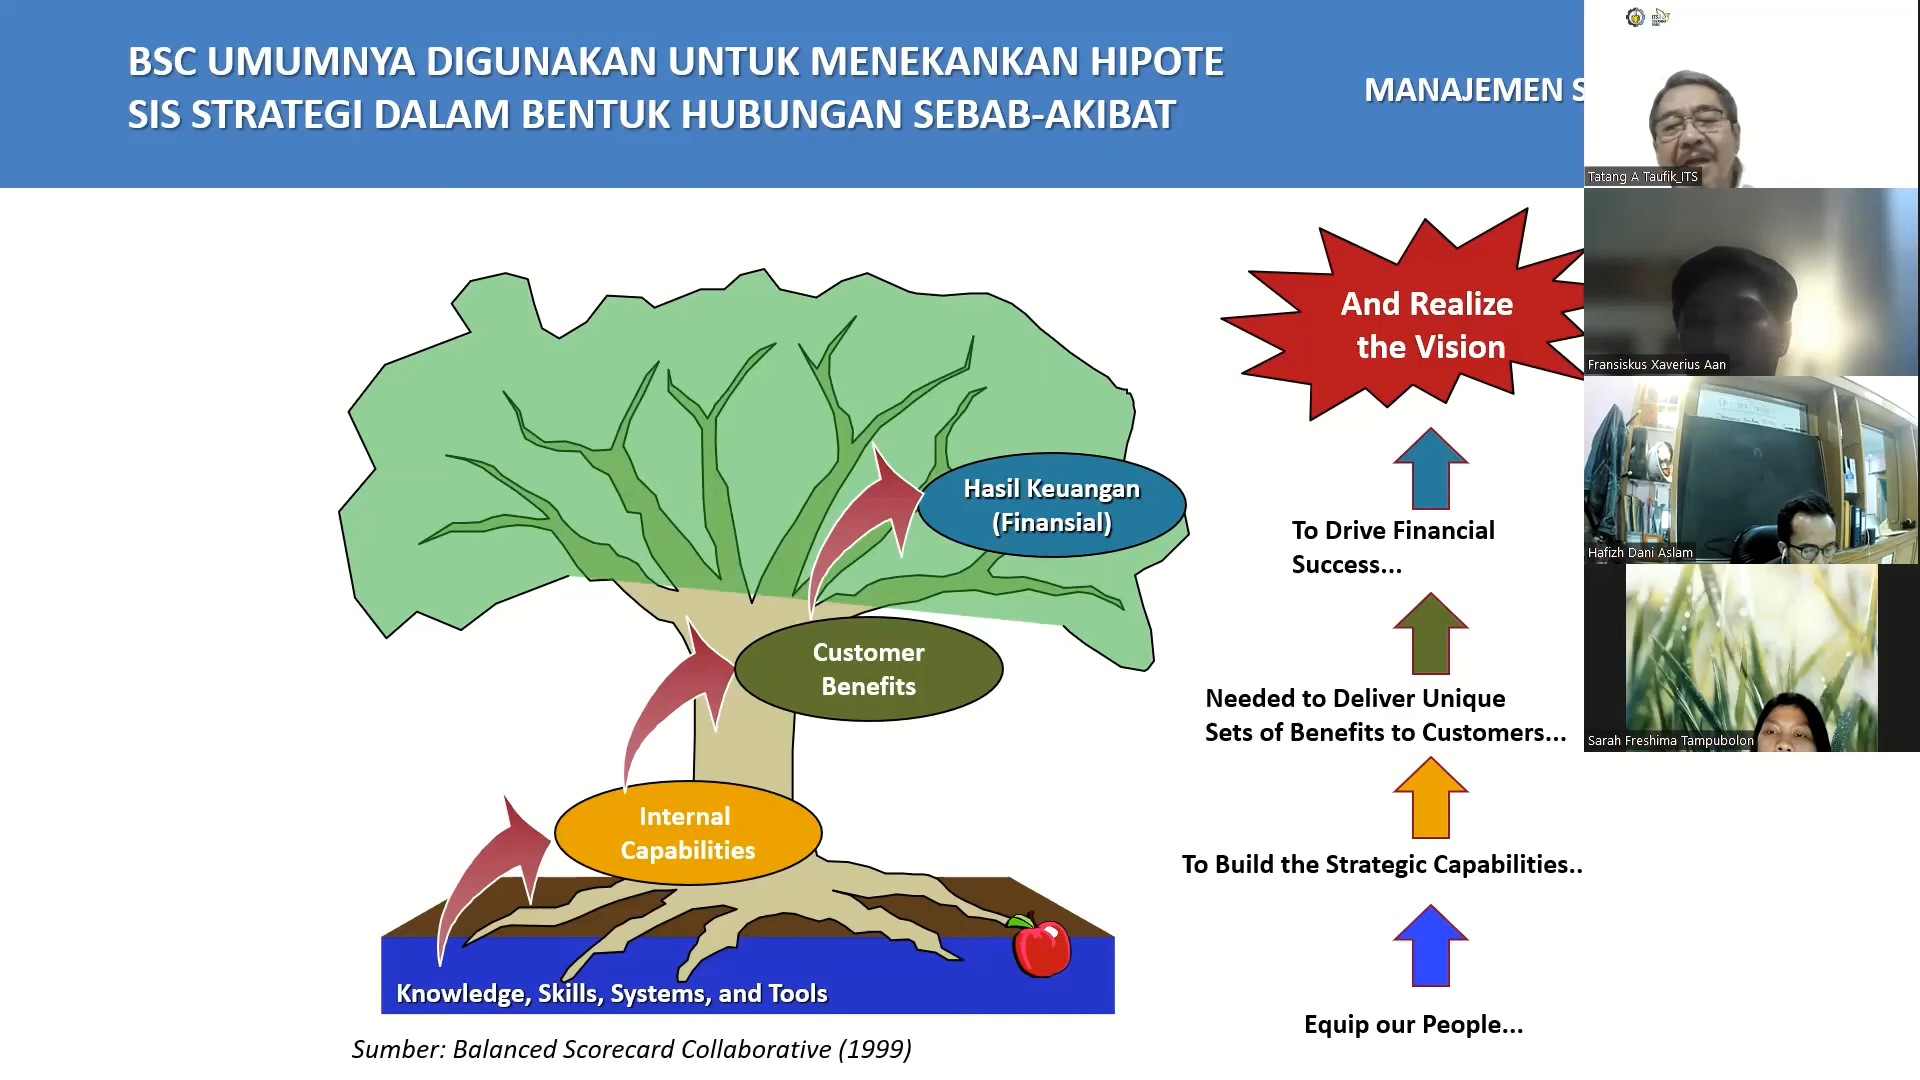 BSC UMUMNYA DIGUNAKAN UNTUK MENEKANKAN HIPOTE
SIS STRATEGI DALAM BENTUK HUBUNGAN SEBAB-AKIBAT
MANAJEMEN S
Tatang A Taufik_ITS
Fransiskus Xaverius Aan
Hafizh Dani Aslam
Sarah Freshima Tampubolon
And Realize
the Vision
Hasil Keuangan
(Finansial)
To Drive Financial
Success...
Customer
Benefits
Needed to Deliver Unique
Sets of Benefits to Customers...
Internal
Capabilities
To Build the Strategic Capabilities..
Knowledge, Skills, Systems, and Tools
Equip our People...
Sumber: Balanced Scorecard Collaborative (1999)